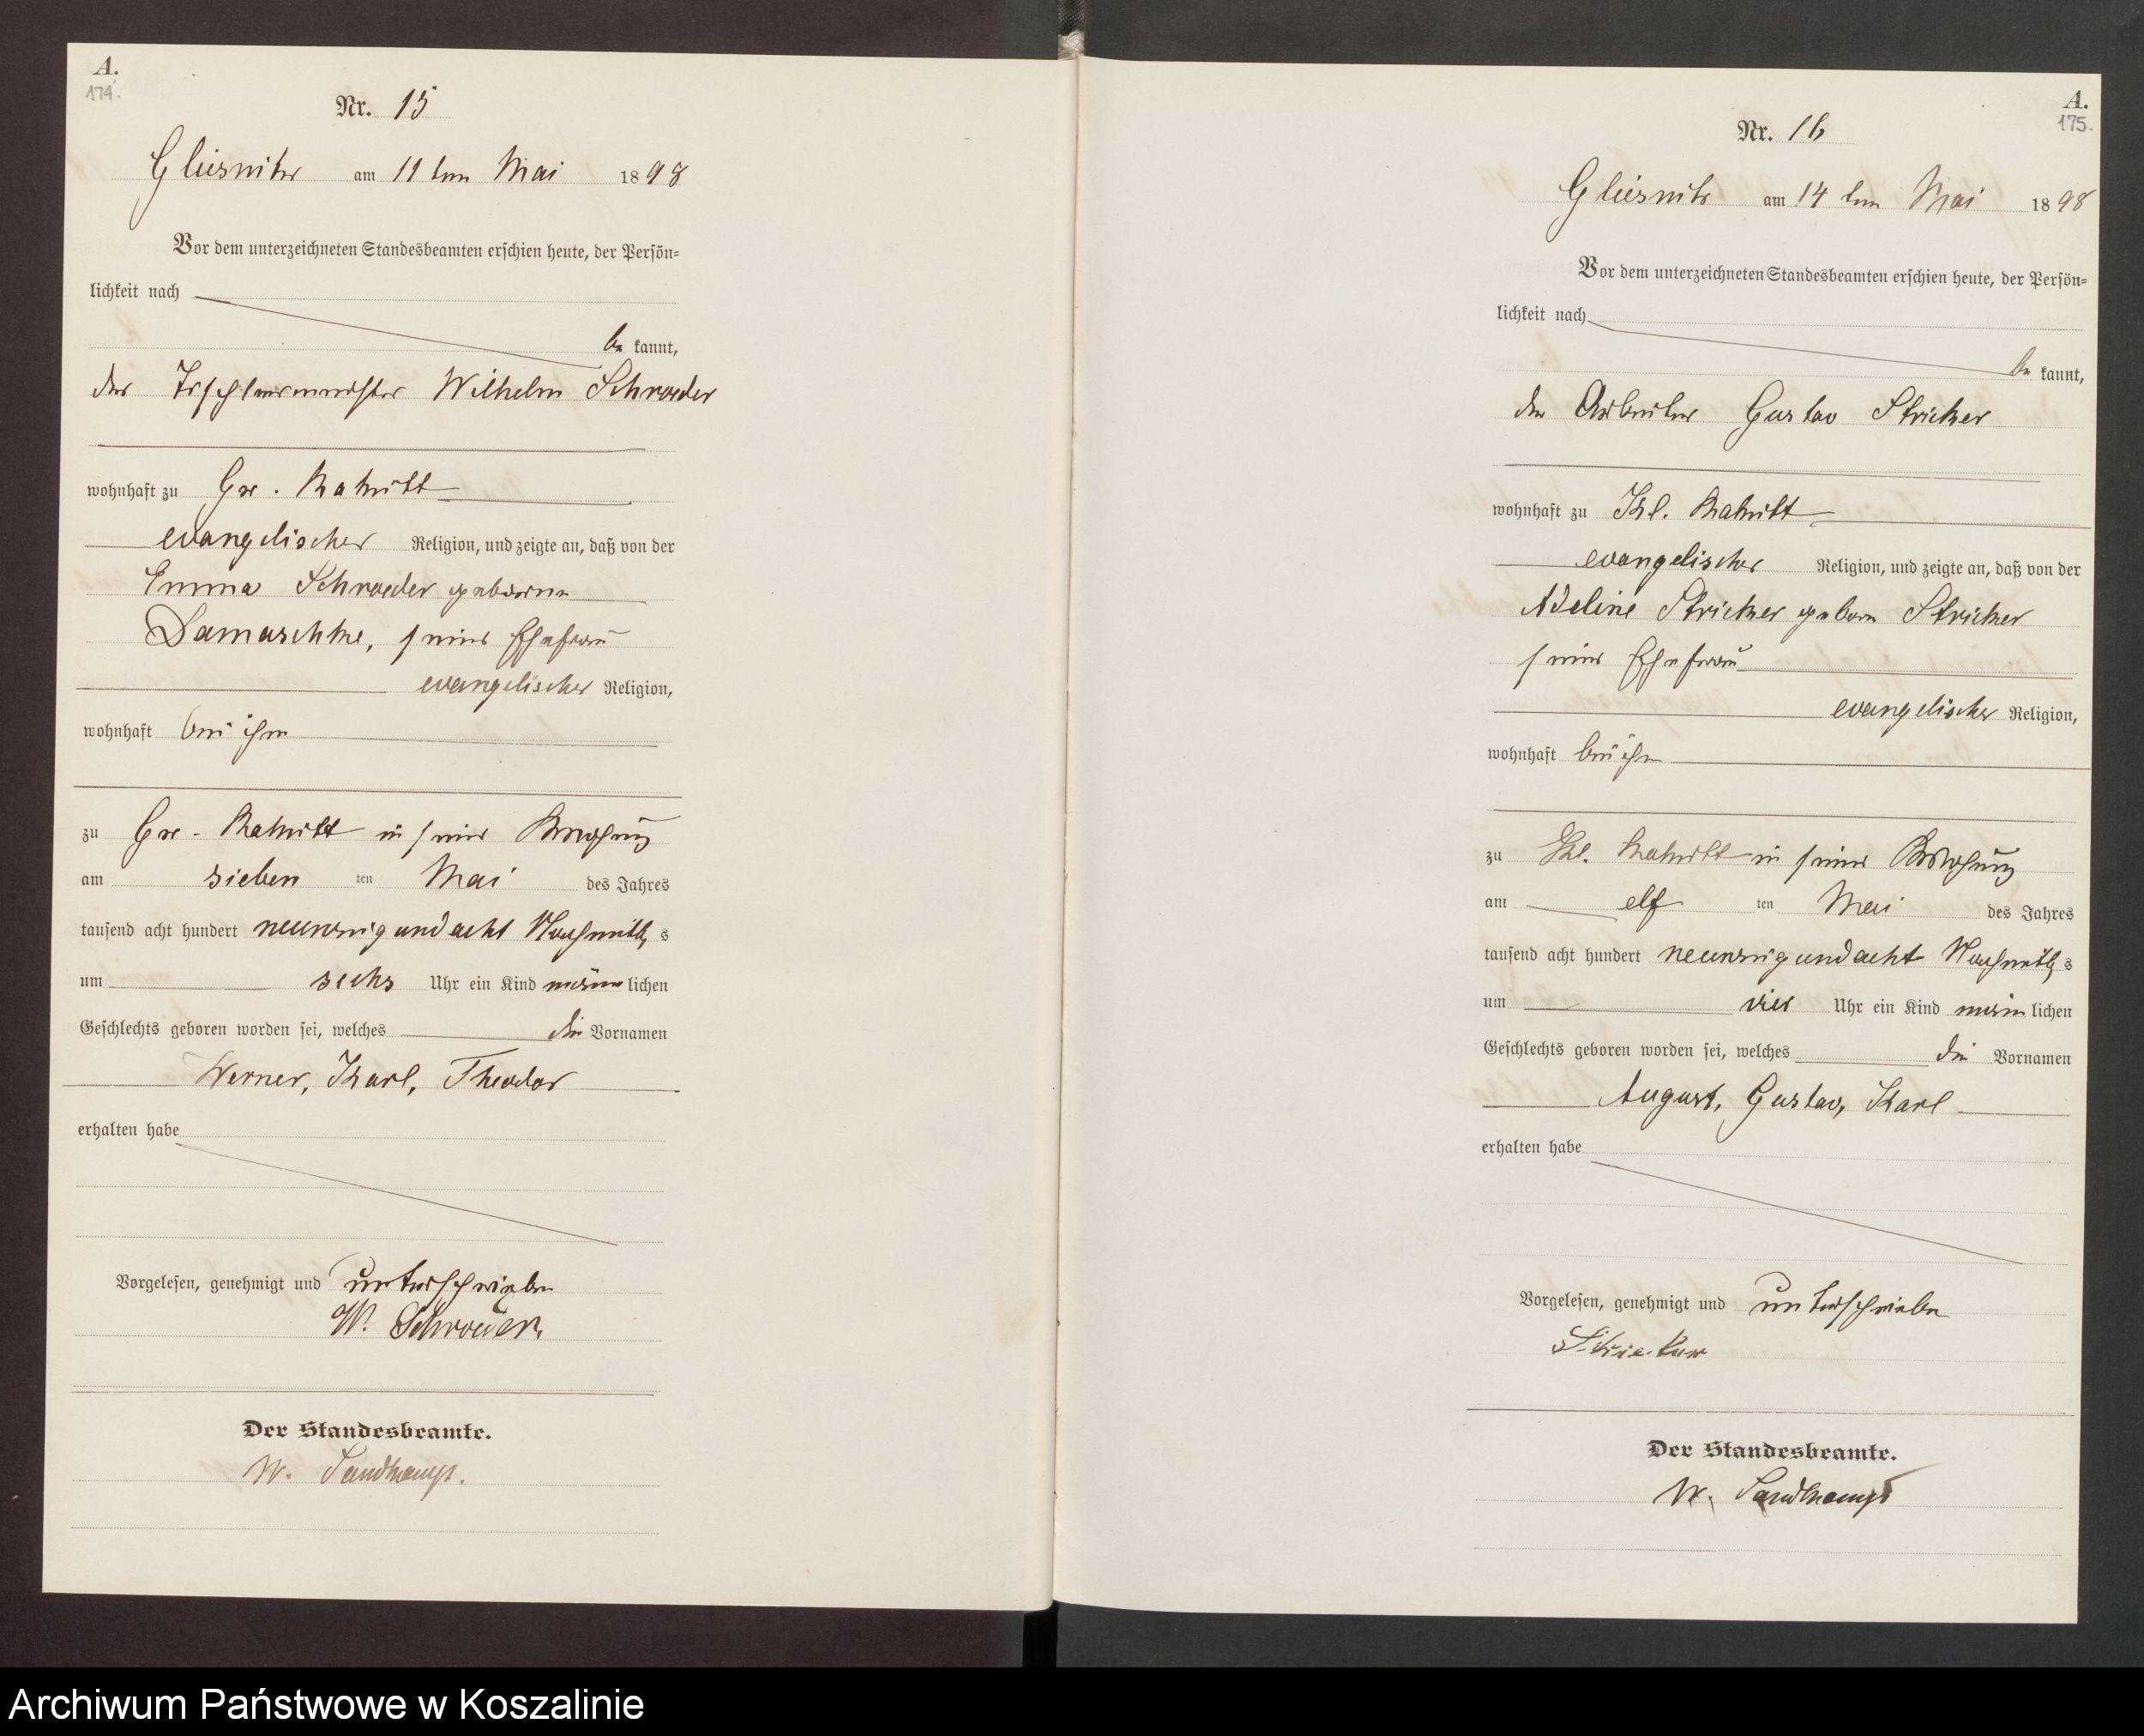 A.
174.
Nr. 15
Gliesnitz am 11 ten Mai 1898
Vor dem unterzeichneten Standesbeamten erschien heute, der Persön=
lichkeit nach
be kannt,
der Tischlermeister Wilhelm Schroeder
wohnhaft zu Gr. Rakitt
evangelischer Religion, und zeigte an, daß von der
Emma Schroeder geborene
Damaschke, seiner Ehefrau
evangelischer Religion,
wohnhaft bei ihm
zu Gr. Rakitt in seiner Wohnung
am sieben ten Mai des Jahres
tausend acht hundert neunzig und acht Nachmittags
um sechs Uhr ein Kind männlichen
Geschlechts geboren worden sei, welches die Vornamen
Werner, Karl, Theodor
erhalten habe
Vorgelesen, genehmigt und unterschrieben
W. Schroeder.
Der Standesbeamte.
W. Sandkamp.
A.
175.
Nr. 16
Gliesnitz am 14 ten Mai 1898
Vor dem unterzeichneten Standesbeamten erschien heute, der Persön=
lichkeit nach
be kannt,
der Arbeiter Gustav Stricker
wohnhaft zu Kl. Rakitt
evangelischer Religion, und zeigte an, daß von der
Adeline Stricker geboren Stricker
seiner Ehefrau
evangelischer Religion,
wohnhaft bei ihm
zu Kl. Rakitt in seiner Wohnung
am elf ten Mai des Jahres
tausend acht hundert neunzig und acht Nachmittags
um vier Uhr ein Kind männlichen
Geschlechts geboren worden sei, welches die Vornamen
August, Gustav, Karl
erhalten habe
Vorgelesen, genehmigt und unterschrieben
Stricker
Der Standesbeamte.
W. Sandkamp
Archiwum Państwowe w Koszalinie